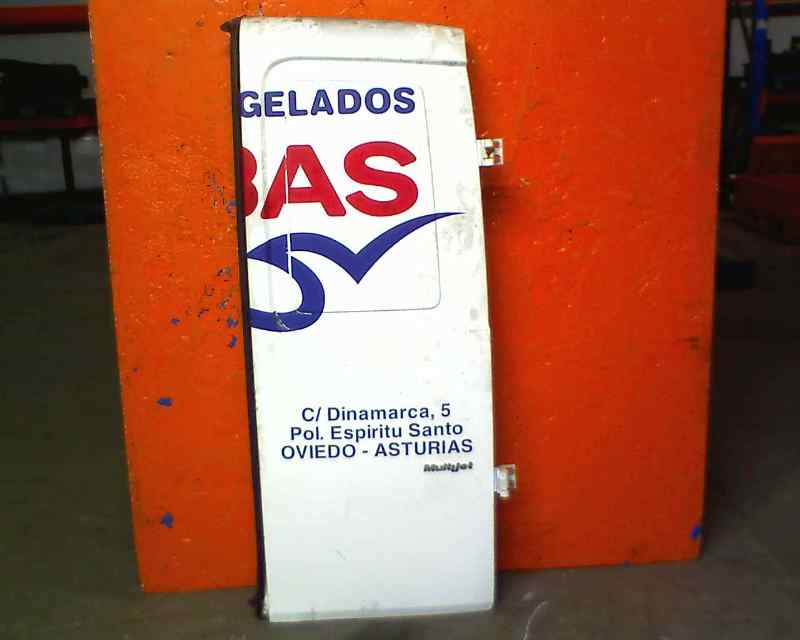 GELADOS
BAS
C/ Dinamarca, 5
Pol. Espiritu Santo
OVIEDO - ASTURIAS
Multijet